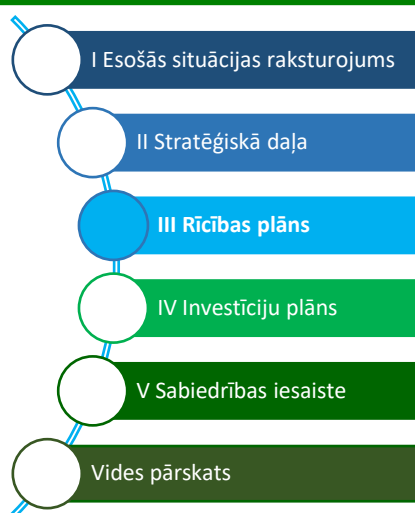 I Esošās situācijas raksturojums
II Stratēģiskā daļa
III Rīcības plāns
IV Investīciju plāns
V Sabiedrības iesaiste
Vides pārskats